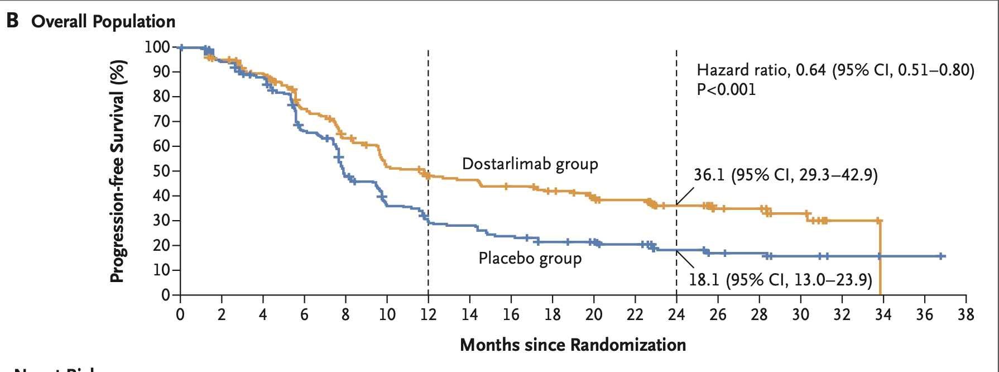 B Overall Population
100
90
80
70
60
50
40
30
20
10
0
Progression-free Survival (%)
Hazard ratio, 0.64 (95% CI, 0.51–0.80)
P<0.001
Dostarlimab group
36.1 (95% CI, 29.3–42.9)
Placebo group
18.1 (95% CI, 13.0–23.9)
0 2 4 6 8 10 12 14 16 18 20 22 24 26 28 30 32 34 36 38
Months since Randomization